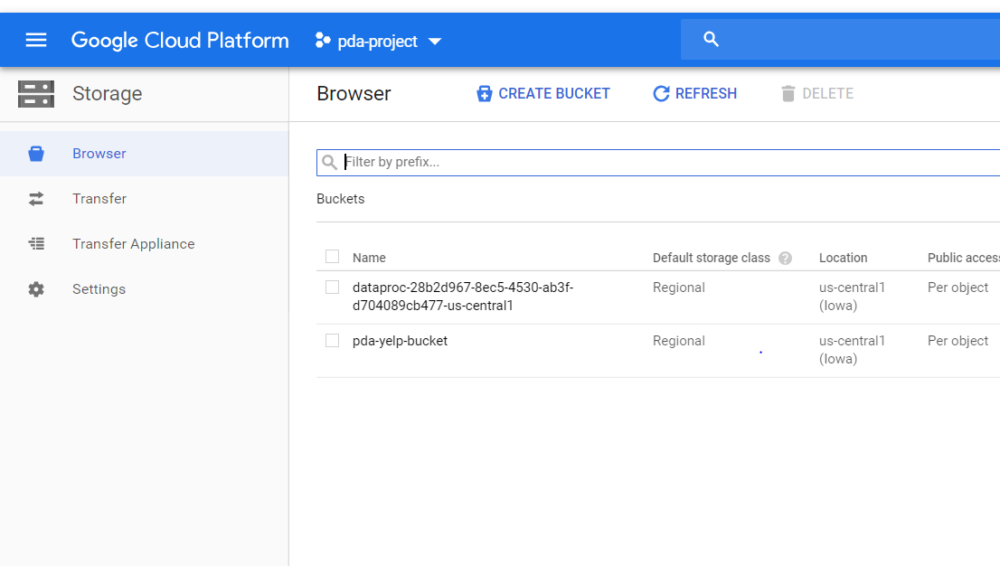 Google Cloud Platform pda-project
Storage
Browser CREATE BUCKET REFRESH DELETE
Browser
Transfer
Transfer Appliance
Settings
Filter by prefix...
Buckets
Name Default storage class ? Location Public access
dataproc-28b2d967-8ec5-4530-ab3f- Regional us-central1 Per object
d704089cb477-us-central1 (Iowa)
pda-yelp-bucket Regional us-central1 Per object
(Iowa)